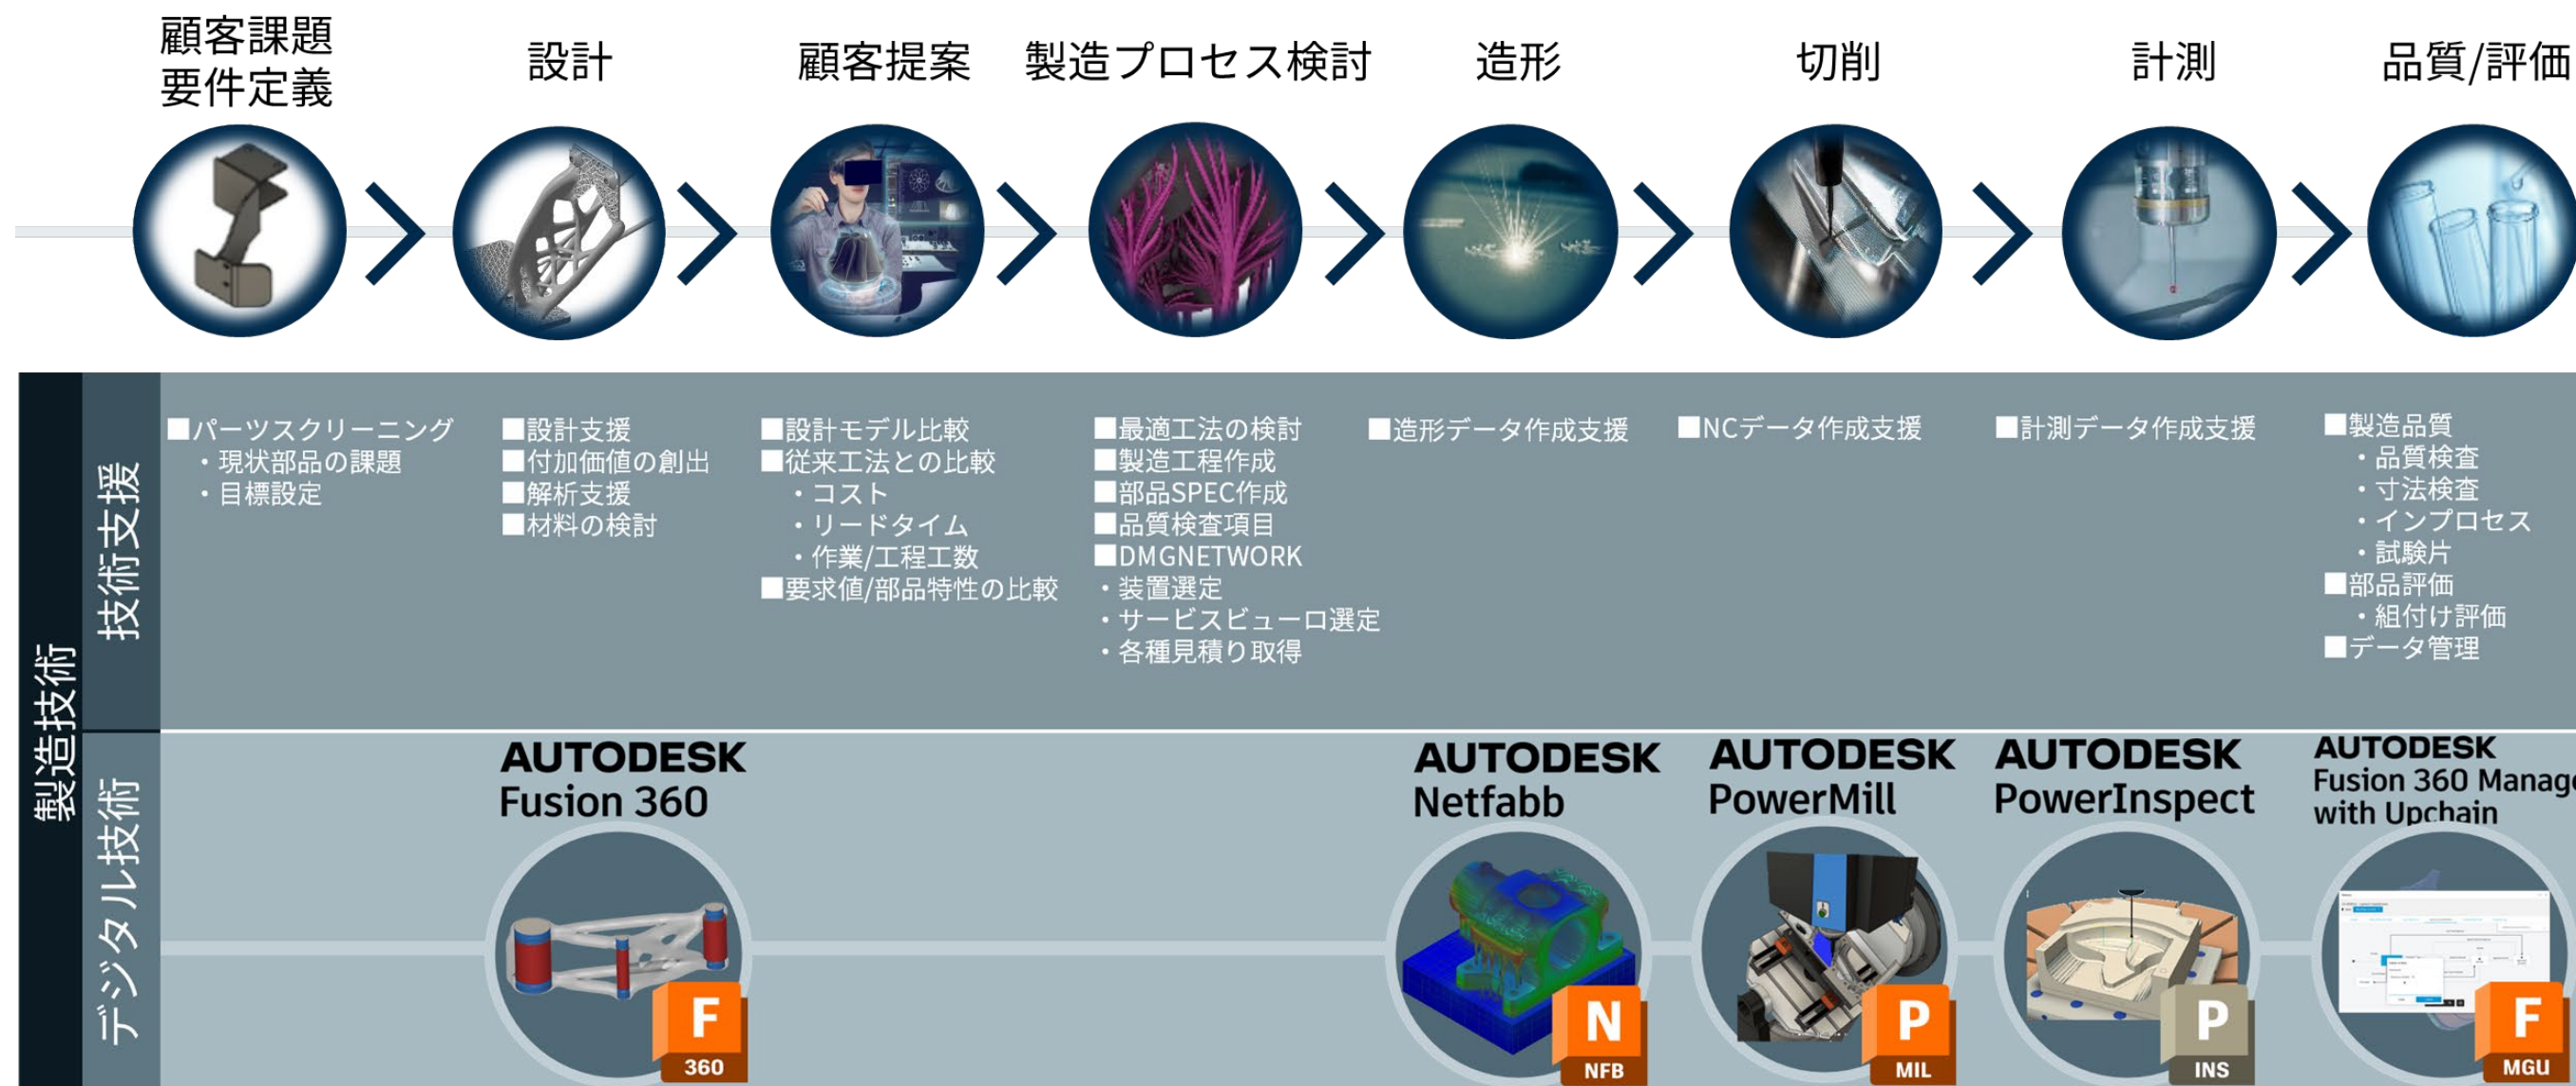 顧客課題
要件定義
設計
顧客提案
製造プロセス検討
造形
切削
計測
品質/評価
製造技術
技術支援
■パーツスクリーニング
・現状部品の課題
・目標設定
■設計支援
■付加価値の創出
■解析支援
■材料の検討
■設計モデル比較
■従来工法との比較
・コスト
・リードタイム
・作業/工程工数
■要求値/部品特性の比較
■最適工法の検討
■製造工程作成
■部品SPEC作成
■品質検査項目
■DMGNETWORK
・装置選定
・サービスビューロ選定
・各種見積り取得
■造形データ作成支援
■NCデータ作成支援
■計測データ作成支援
■製造品質
・品質検査
・寸法検査
・インプロセス
・試験片
■部品評価
・組付け評価
■データ管理
デジタル技術
AUTODESK
Fusion 360
F
360
AUTODESK
Netfabb
N
NFB
AUTODESK
PowerMill
P
MIL
AUTODESK
PowerInspect
P
INS
AUTODESK
Fusion 360 Manage
with Upchain
F
MGU